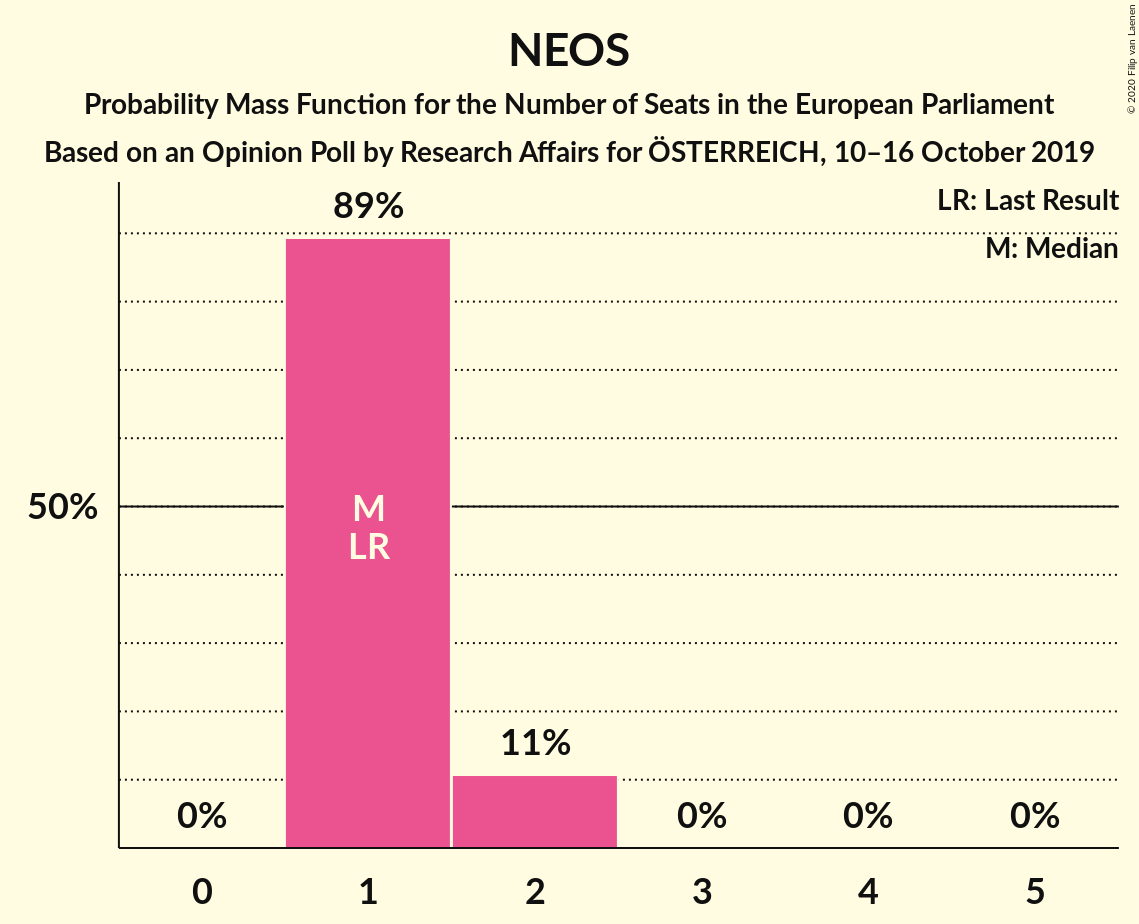 NEOS
Probability Mass Function for the Number of Seats in the European Parliament
Based on an Opinion Poll by Research Affairs for ÖSTERREICH, 10–16 October 2019
© 2020 Filip van Laenen
LR: Last Result
M: Median
89%
50%
M
LR
11%
0%
0%
0%
0%
0
1
2
3
4
5